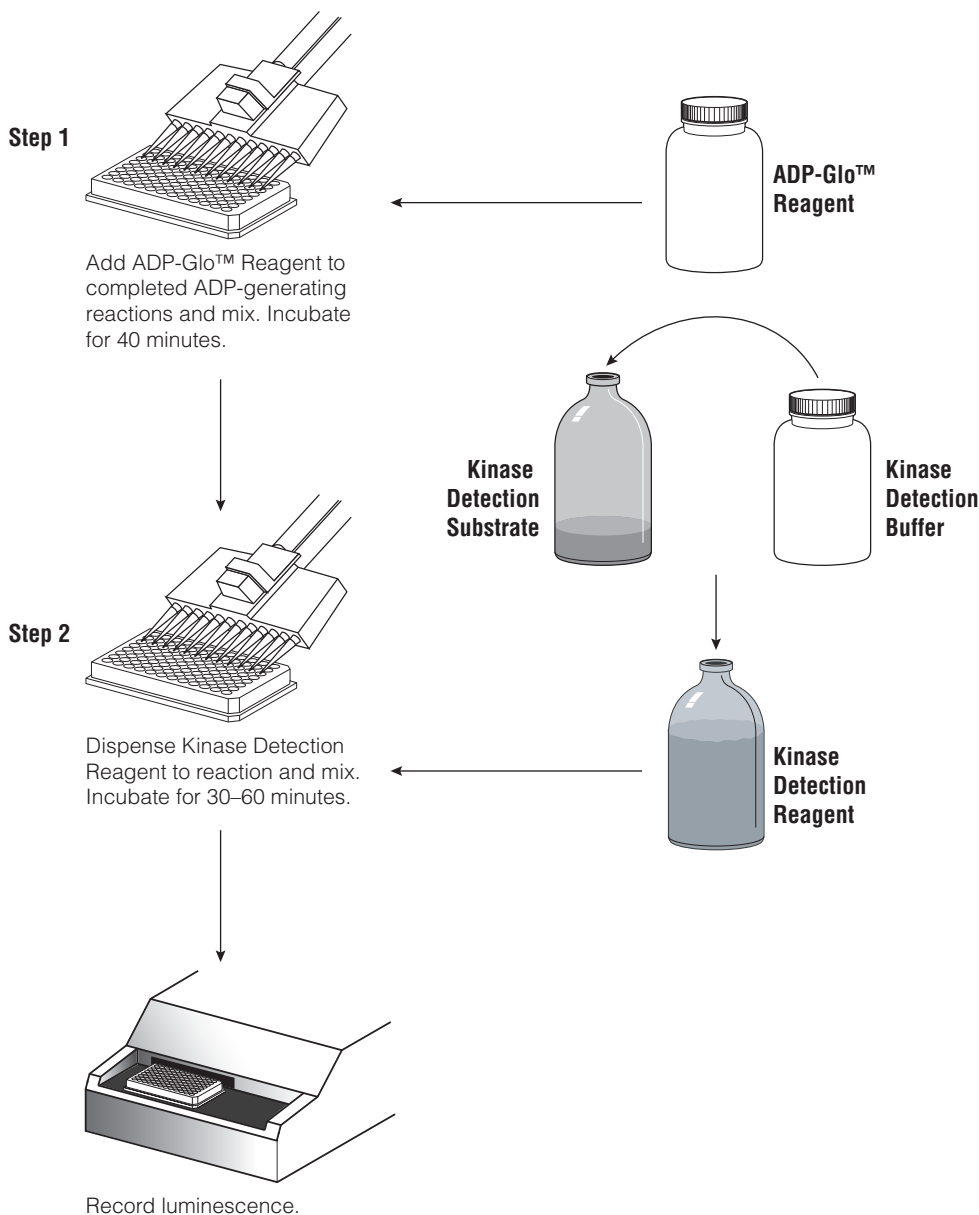 Step 1
ADP-Glo™
Reagent
Add ADP-Glo™ Reagent to
completed ADP-generating
reactions and mix. Incubate
for 40 minutes.
Kinase
Detection
Substrate
Kinase
Detection
Buffer
Step 2
Dispense Kinase Detection
Reagent to reaction and mix.
Incubate for 30–60 minutes.
Kinase
Detection
Reagent
Record luminescence.